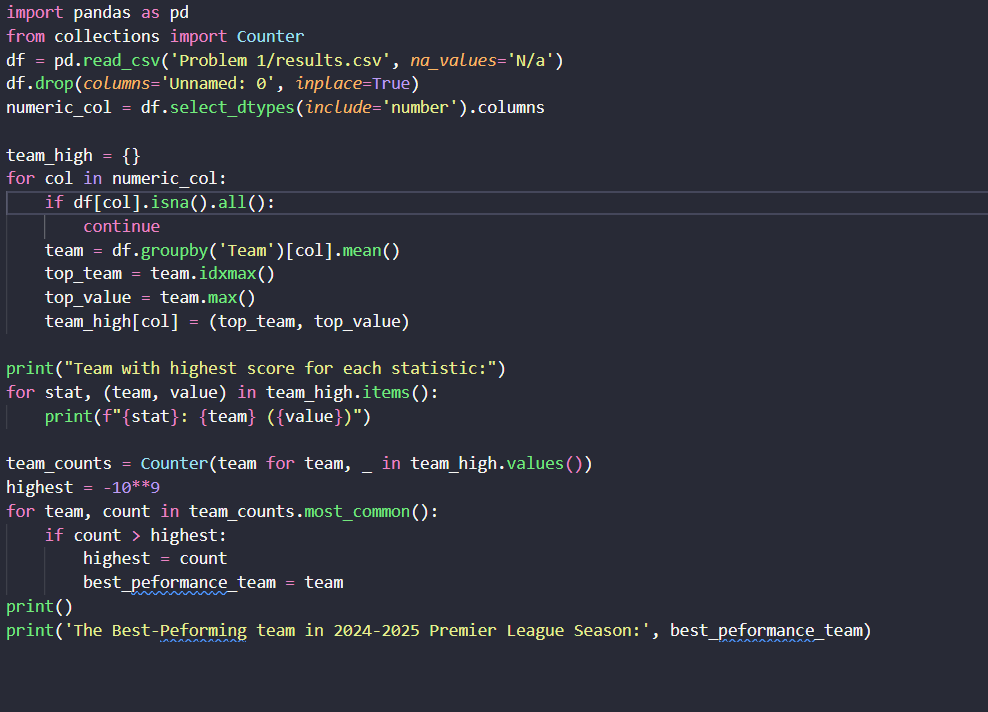 import pandas as pd
from collections import Counter
df = pd.read_csv('Problem 1/results.csv', na_values='N/a')
df.drop(columns='Unnamed: 0', inplace=True)
numeric_col = df.select_dtypes(include='number').columns

team_high = {}
for col in numeric_col:
    if df[col].isna().all():
        continue
    team = df.groupby('Team')[col].mean()
    top_team = team.idxmax()
    top_value = team.max()
    team_high[col] = (top_team, top_value)

print("Team with highest score for each statistic:")
for stat, (team, value) in team_high.items():
    print(f"{stat}: {team} ({value})")

team_counts = Counter(team for team, _ in team_high.values())
highest = -10**9
for team, count in team_counts.most_common():
    if count > highest:
        highest = count
        best_peformance_team = team
print()
print('The Best-Peforming team in 2024-2025 Premier League Season:', best_peformance_team)